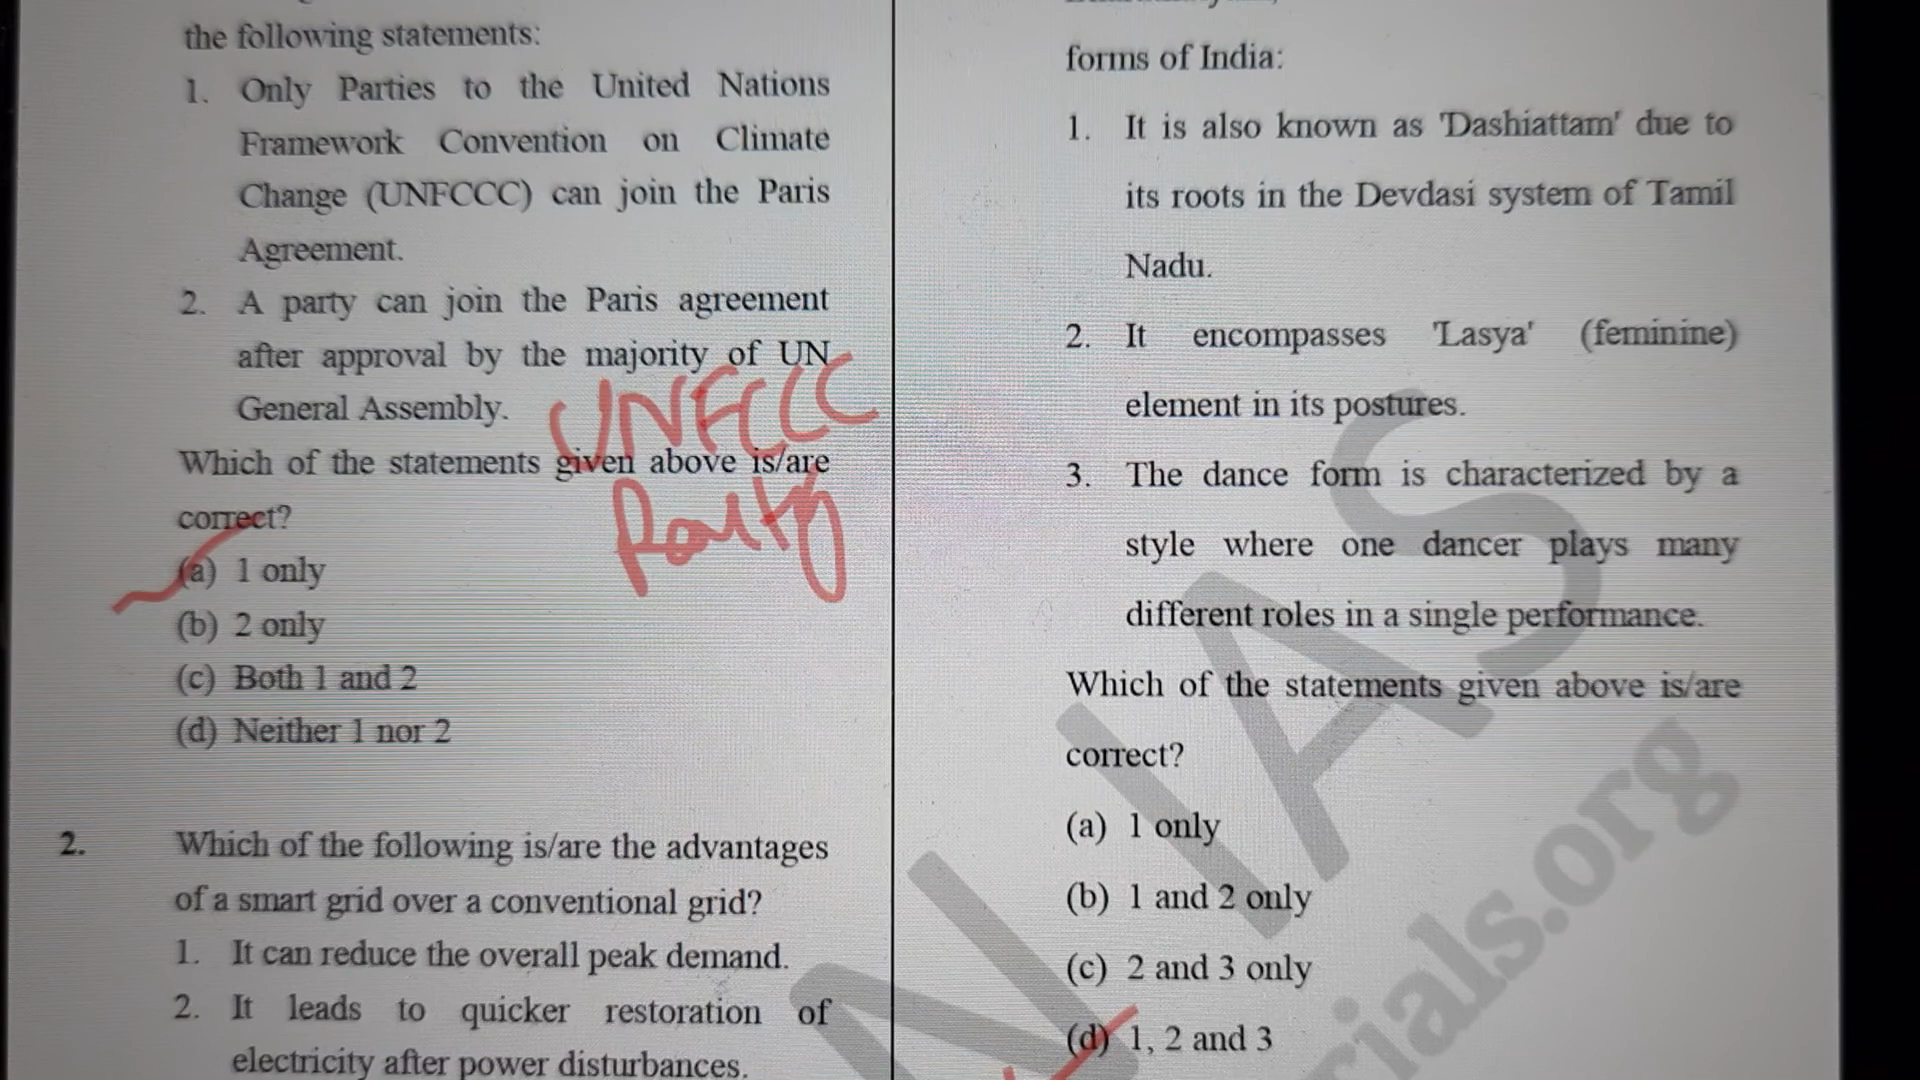 the following statements:
1. Only Parties to the United Nations
Framework Convention on Climate
Change (UNFCCC) can join the Paris
Agreement.
2. A party can join the Paris agreement
after approval by the majority of UN
General Assembly.
UNFCCC
Which of the statements given above is/are
Party
correct?
(a) 1 only
(b) 2 only
(c) Both 1 and 2
(d) Neither 1 nor 2
2. Which of the following is/are the advantages
of a smart grid over a conventional grid?
1. It can reduce the overall peak demand.
2. It leads to quicker restoration of
electricity after power disturbances.
forms of India:
1. It is also known as 'Dashiattam' due to
its roots in the Devdasi system of Tamil
Nadu.
2. It encompasses 'Lasya' (feminine)
element in its postures.
3. The dance form is characterized by a
style where one dancer plays many
different roles in a single performance.
Which of the statements given above is/are
correct?
(a) 1 only
(b) 1 and 2 only
(c) 2 and 3 only
(d) 1, 2 and 3
N IAS
rials.org